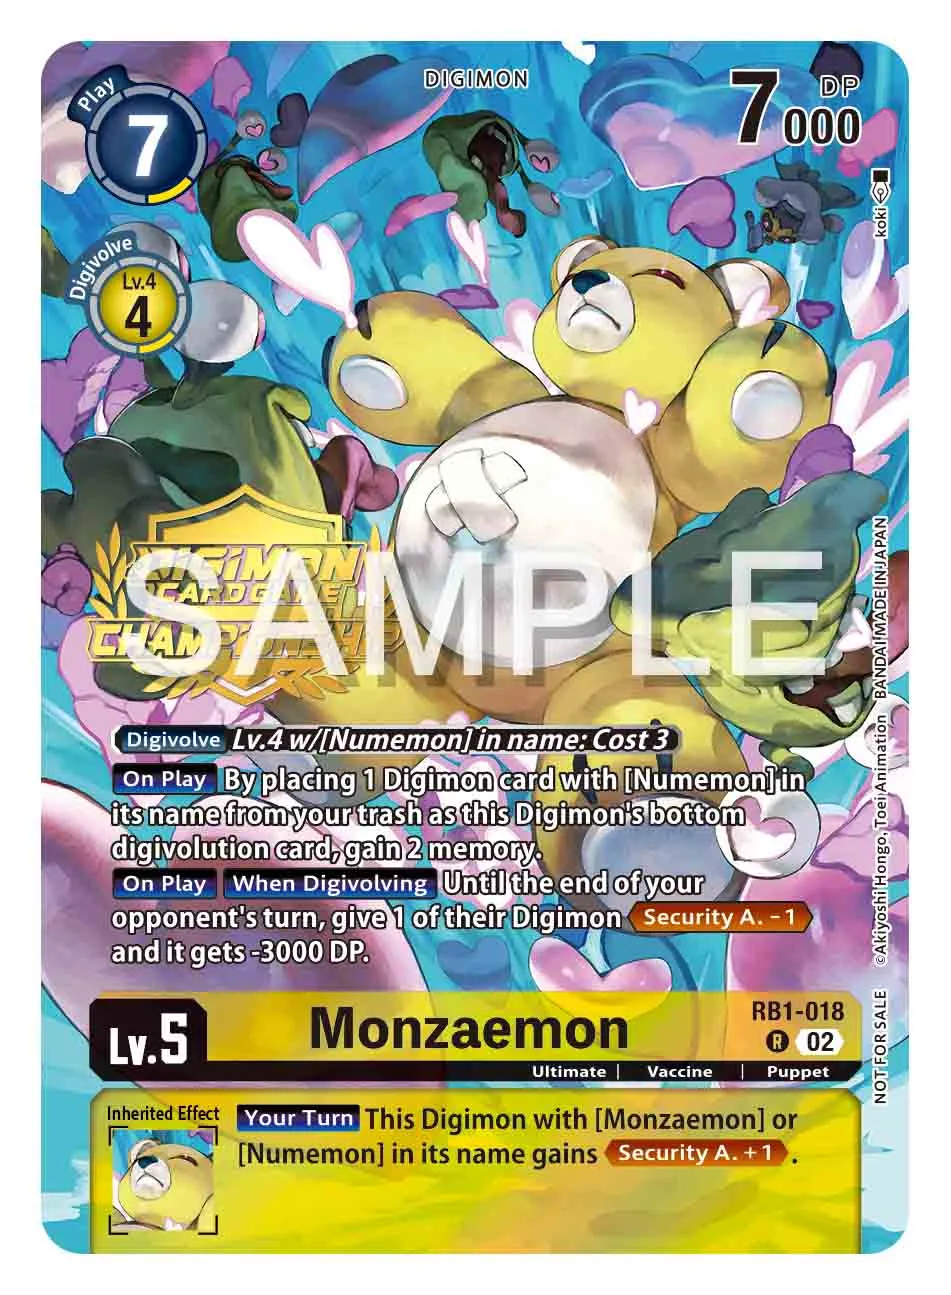 DIGIMON
Play
7
7000
DP
Digivolve
Lv.4
4
koki
DIGIMON
CARD GAME
CHAMPIONSHIP
SAMPLE
Digivolve Lv.4 w/[Numemon] in name: Cost 3
On Play By placing 1 Digimon card with [Numemon] in
its name from your trash as this Digimon's bottom
digivolution card, gain 2 memory.
On Play When Digivolving Until the end of your
opponent's turn, give 1 of their Digimon Security A. -1
and it gets -3000 DP.
©Akiyoshi Hongo, Toei Animation BANDAI MADE IN JAPAN
NOT FOR SALE
Lv.5
Monzaemon
RB1-018
R 02
Ultimate | Vaccine | Puppet
Inherited Effect
Your Turn This Digimon with [Monzaemon] or
[Numemon] in its name gains Security A. +1 .